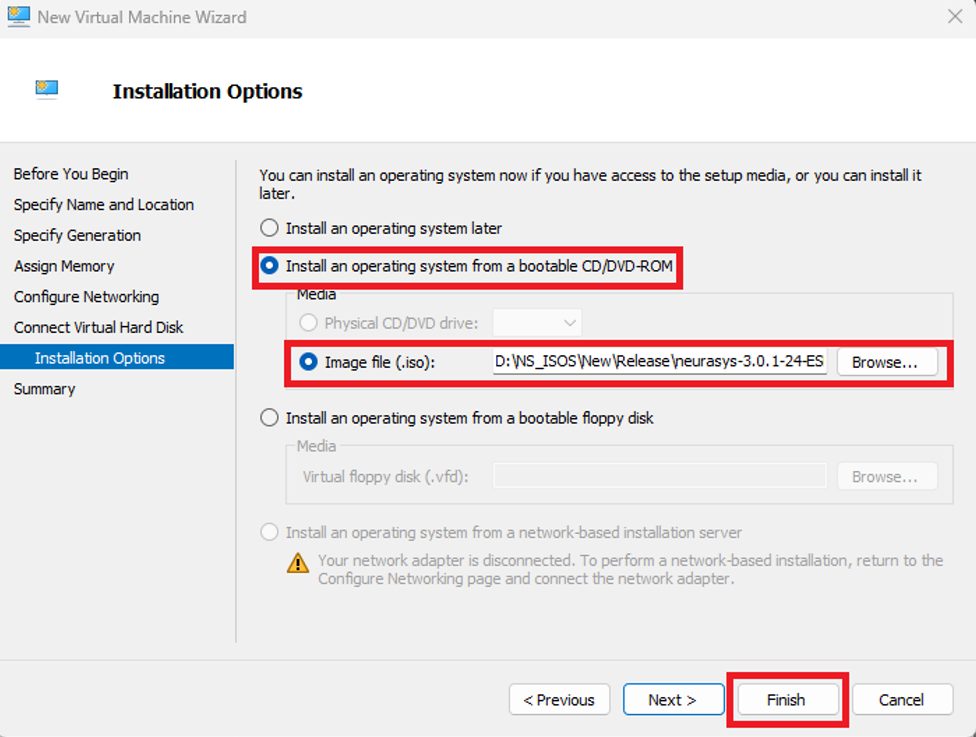 New Virtual Machine Wizard
Installation Options
Before You Begin
Specify Name and Location
Specify Generation
Assign Memory
Configure Networking
Connect Virtual Hard Disk
Installation Options
Summary
You can install an operating system now if you have access to the setup media, or you can install it
later.
Install an operating system later
Install an operating system from a bootable CD/DVD-ROM
Media
Physical CD/DVD drive:
Image file (.iso): D:\NS_ISOS\New\Release\neurasys-3.0.1-24-ES Browse...
Install an operating system from a bootable floppy disk
Media
Virtual floppy disk (.vfd): Browse...
Install an operating system from a network-based installation server
Your network adapter is disconnected. To perform a network-based installation, return to the
Configure Networking page and connect the network adapter.
< Previous Next > Finish Cancel